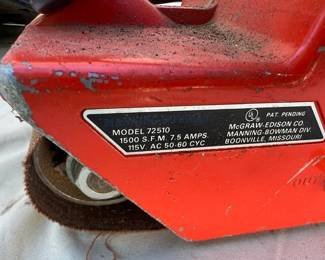 MODEL 72510
1500 S.F.M. 7.5 AMPS.
115V. AC 50-60 CYC
UL PAT. PENDING
McGRAW-EDISON CO.
MANNING-BOWMAN DIV.
BOONVILLE, MISSOURI